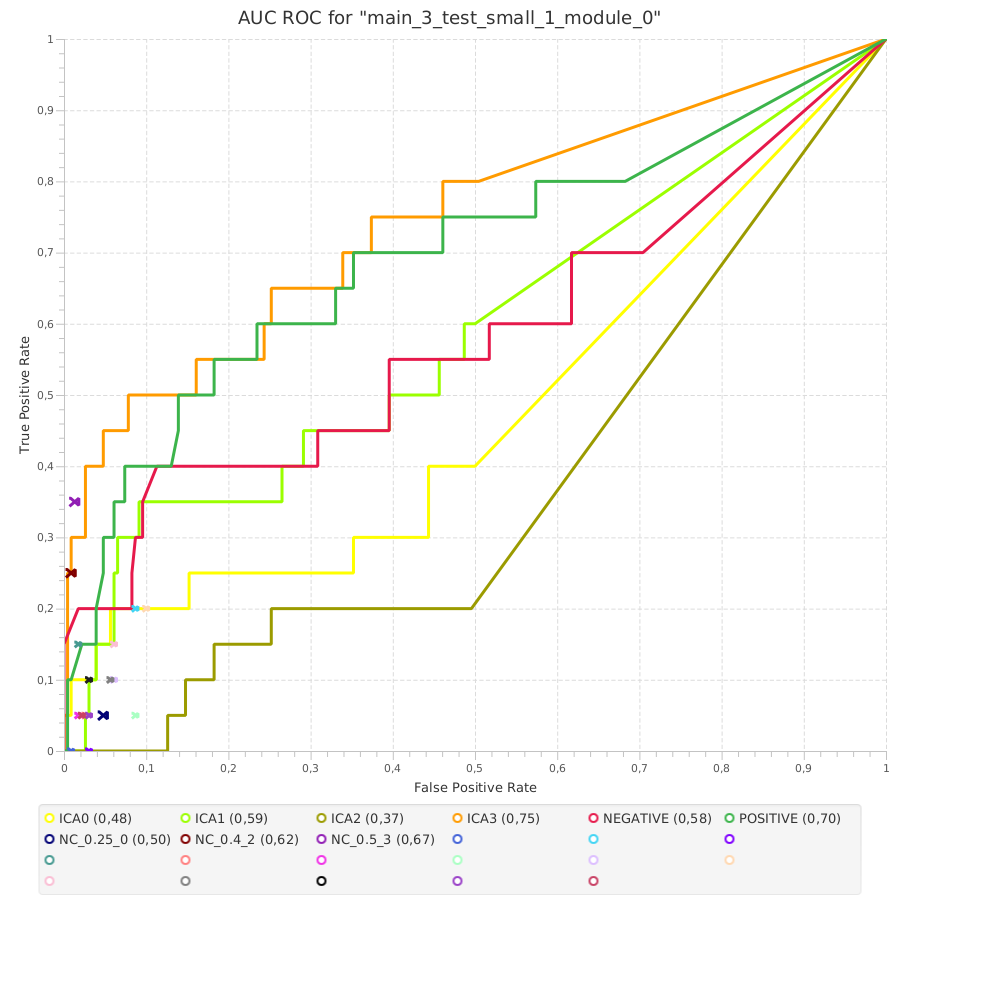 AUC ROC for "main_3_test_small_1_module_0"
1
0,9
0,8
0,7
0,6
0,5
0,4
0,3
0,2
0,1
0
True Positive Rate
0 0,1 0,2 0,3 0,4 0,5 0,6 0,7 0,8 0,9 1
False Positive Rate
ICA0 (0,48) ICA1 (0,59) ICA2 (0,37) ICA3 (0,75) NEGATIVE (0,58) POSITIVE (0,70)
NC_0.25_0 (0,50) NC_0.4_2 (0,62) NC_0.5_3 (0,67)